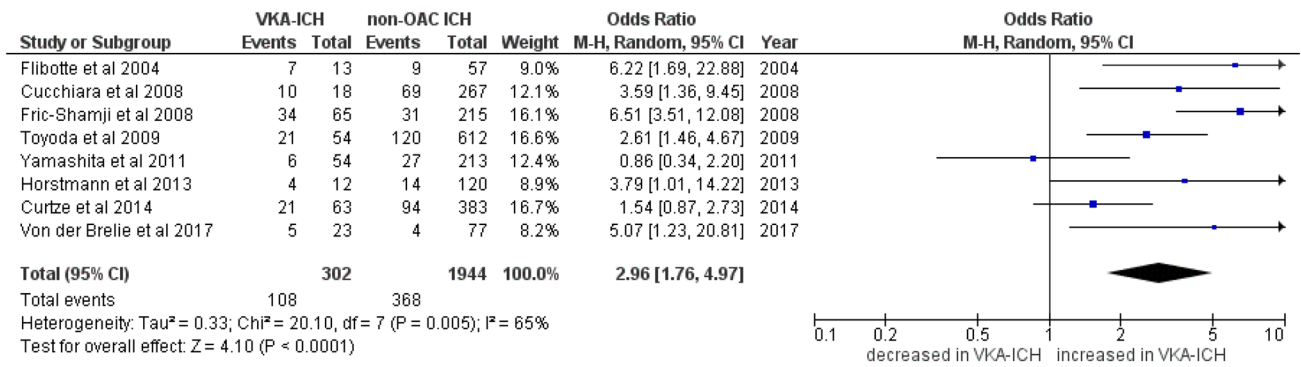 VKA-ICH non-OAC ICH Odds Ratio Odds Ratio
Study or Subgroup Events Total Events Total Weight M-H, Random, 95% CI Year M-H, Random, 95% CI
Flibotte et al 2004 7 13 9 57 9.0% 6.22 [1.69, 22.88] 2004
Cucchiara et al 2008 10 18 69 267 12.1% 3.59 [1.36, 9.45] 2008
Fric-Shamji et al 2008 34 65 31 215 16.1% 6.51 [3.51, 12.08] 2008
Toyoda et al 2009 21 54 120 612 16.6% 2.61 [1.46, 4.67] 2009
Yamashita et al 2011 6 54 27 213 12.4% 0.86 [0.34, 2.20] 2011
Horstmann et al 2013 4 12 14 120 8.9% 3.79 [1.01, 14.22] 2013
Curtze et al 2014 21 63 94 383 16.7% 1.54 [0.87, 2.73] 2014
Von der Brelie et al 2017 5 23 4 77 8.2% 5.07 [1.23, 20.81] 2017
Total (95% CI) 302 1944 100.0% 2.96 [1.76, 4.97]
Total events 108 368
Heterogeneity: Tau² = 0.33; Chi² = 20.10, df = 7 (P = 0.005); I² = 65%
Test for overall effect: Z = 4.10 (P < 0.0001)
0.1 0.2 0.5 1 2 5 10
decreased in VKA-ICH increased in VKA-ICH